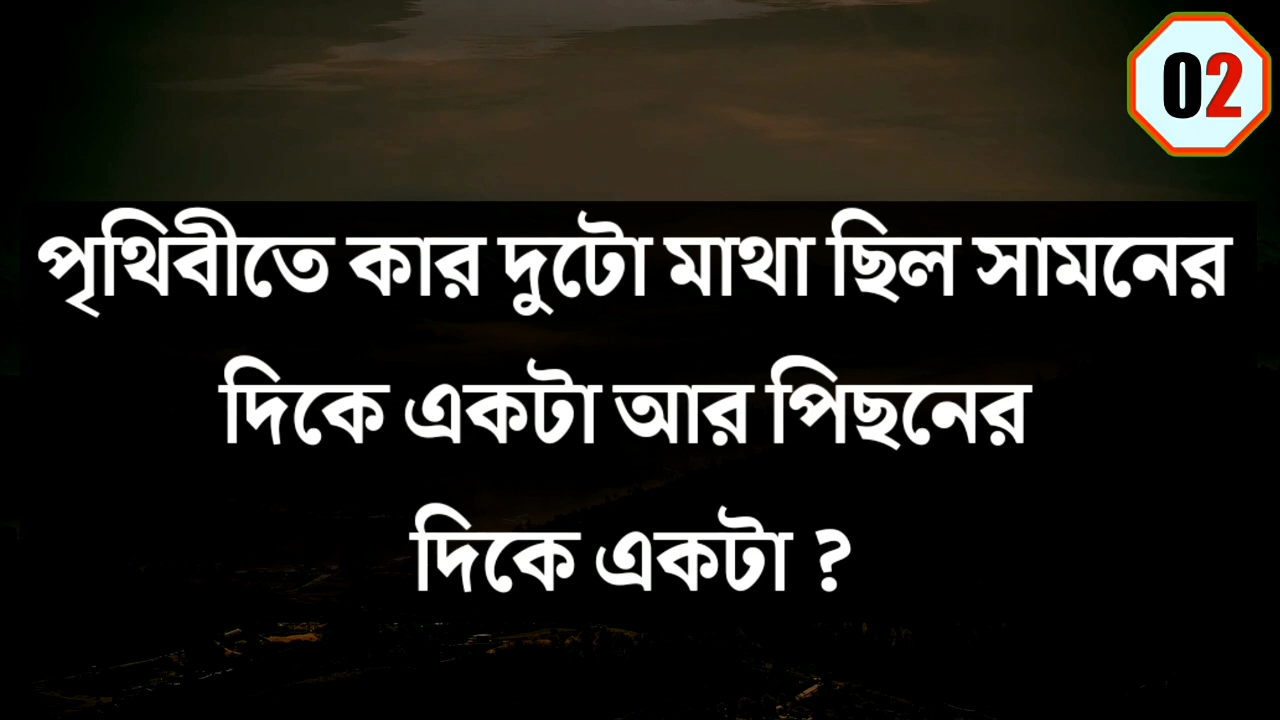 02
পৃথিবীতে কার দুটো মাথা ছিল সামনের
দিকে একটা আর পিছনের
দিকে একটা ?